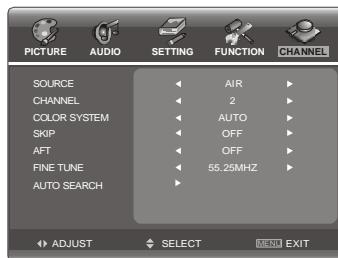 PICTURE AUDIO SETTING FUNCTION CHANNEL
SOURCE ◀ AIR ▶
CHANNEL ◀ 2 ▶
COLOR SYSTEM ◀ AUTO ▶
SKIP ◀ OFF ▶
AFT ◀ OFF ▶
FINE TUNE ◀ 55.25MHZ ▶
AUTO SEARCH ▶
ADJUST SELECT MENU EXIT